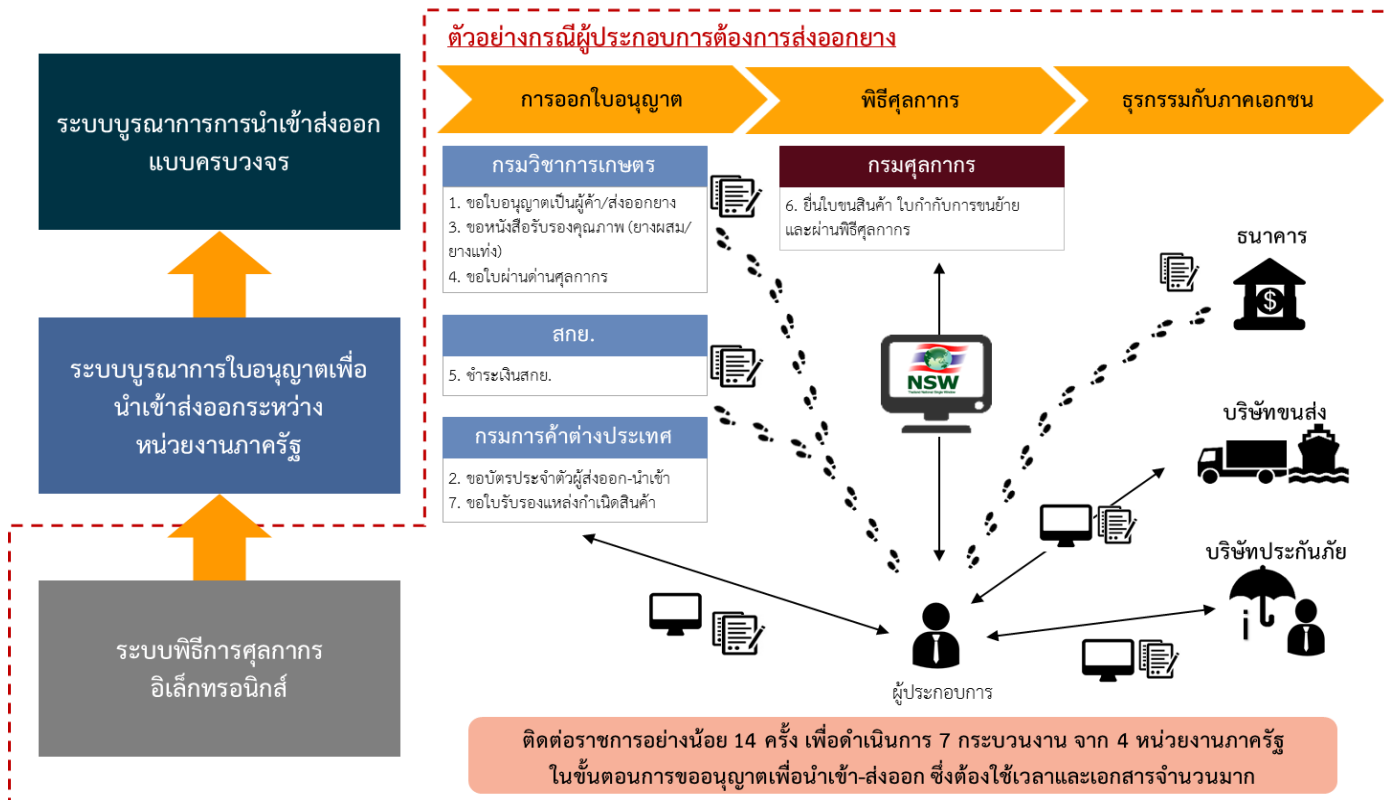 ตัวอย่างกรณีผู้ประกอบการต้องการส่งออกยาง
ระบบบูรณาการการนำเข้าส่งออก
แบบครบวงจร
ระบบบูรณาการใบอนุญาตเพื่อ
นำเข้าส่งออกระหว่าง
หน่วยงานภาครัฐ
ระบบพิธีการศุลกากร
อิเล็กทรอนิกส์
การออกใบอนุญาต
พิธีศุลกากร
ธุรกรรมกับภาคเอกชน
กรมวิชาการเกษตร
1. ขอใบอนุญาตเป็นผู้ค้า/ส่งออกยาง
3. ขอหนังสือรับรองคุณภาพ (ยางผสม/
ยางแท่ง)
4. ขอใบผ่านด่านศุลกากร
สกย.
5. ชำระเงินสกย.
กรมการค้าต่างประเทศ
2. ขอบัตรประจำตัวผู้ส่งออก-นำเข้า
7. ขอใบรับรองแหล่งกำเนิดสินค้า
กรมศุลกากร
6. ยื่นใบขนสินค้า ใบกำกับการขนย้าย
และผ่านพิธีศุลกากร
NSW
Thailand National Single Window
ธนาคาร
$
บริษัทขนส่ง
บริษัทประกันภัย
i
ผู้ประกอบการ
ติดต่อราชการอย่างน้อย 14 ครั้ง เพื่อดำเนินการ 7 กระบวนงาน จาก 4 หน่วยงานภาครัฐ
ในขั้นตอนการขออนุญาตเพื่อนำเข้า-ส่งออก ซึ่งต้องใช้เวลาและเอกสารจำนวนมาก